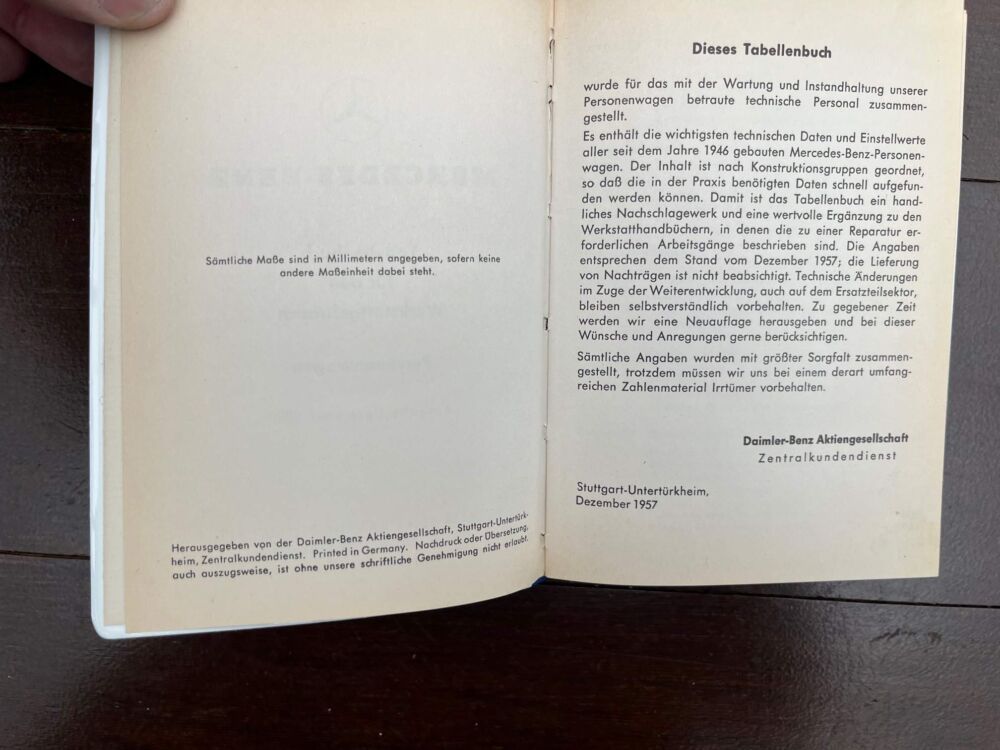 Sämtliche Maße sind in Millimetern angegeben, sofern keine
andere Maßeinheit dabei steht.
Herausgegeben von der Daimler-Benz Aktiengesellschaft, Stuttgart-Untertürk-
heim, Zentralkundendienst. Printed in Germany. Nachdruck oder Übersetzung,
auch auszugsweise, ist ohne unsere schriftliche Genehmigung nicht erlaubt.
Dieses Tabellenbuch
wurde für das mit der Wartung und Instandhaltung unserer
Personenwagen betraute technische Personal zusammen-
gestellt.
Es enthält die wichtigsten technischen Daten und Einstellwerte
aller seit dem Jahre 1946 gebauten Mercedes-Benz-Personen-
wagen. Der Inhalt ist nach Konstruktionsgruppen geordnet,
so daß die in der Praxis benötigten Daten schnell aufgefun-
den werden können. Damit ist das Tabellenbuch ein hand-
liches Nachschlagewerk und eine wertvolle Ergänzung zu den
Werkstatthandbüchern, in denen die zu einer Reparatur er-
forderlichen Arbeitsgänge beschrieben sind. Die Angaben
entsprechen dem Stand vom Dezember 1957; die Lieferung
von Nachträgen ist nicht beabsichtigt. Technische Änderungen
im Zuge der Weiterentwicklung, auch auf dem Ersatzteilsektor,
bleiben selbstverständlich vorbehalten. Zu gegebener Zeit
werden wir eine Neuauflage herausgeben und bei dieser
Wünsche und Anregungen gerne berücksichtigen.
Sämtliche Angaben wurden mit größter Sorgfalt zusammen-
gestellt, trotzdem müssen wir uns bei einem derart umfang-
reichen Zahlenmaterial Irrtümer vorbehalten.
Daimler-Benz Aktiengesellschaft
Zentralkundendienst
Stuttgart-Untertürkheim,
Dezember 1957